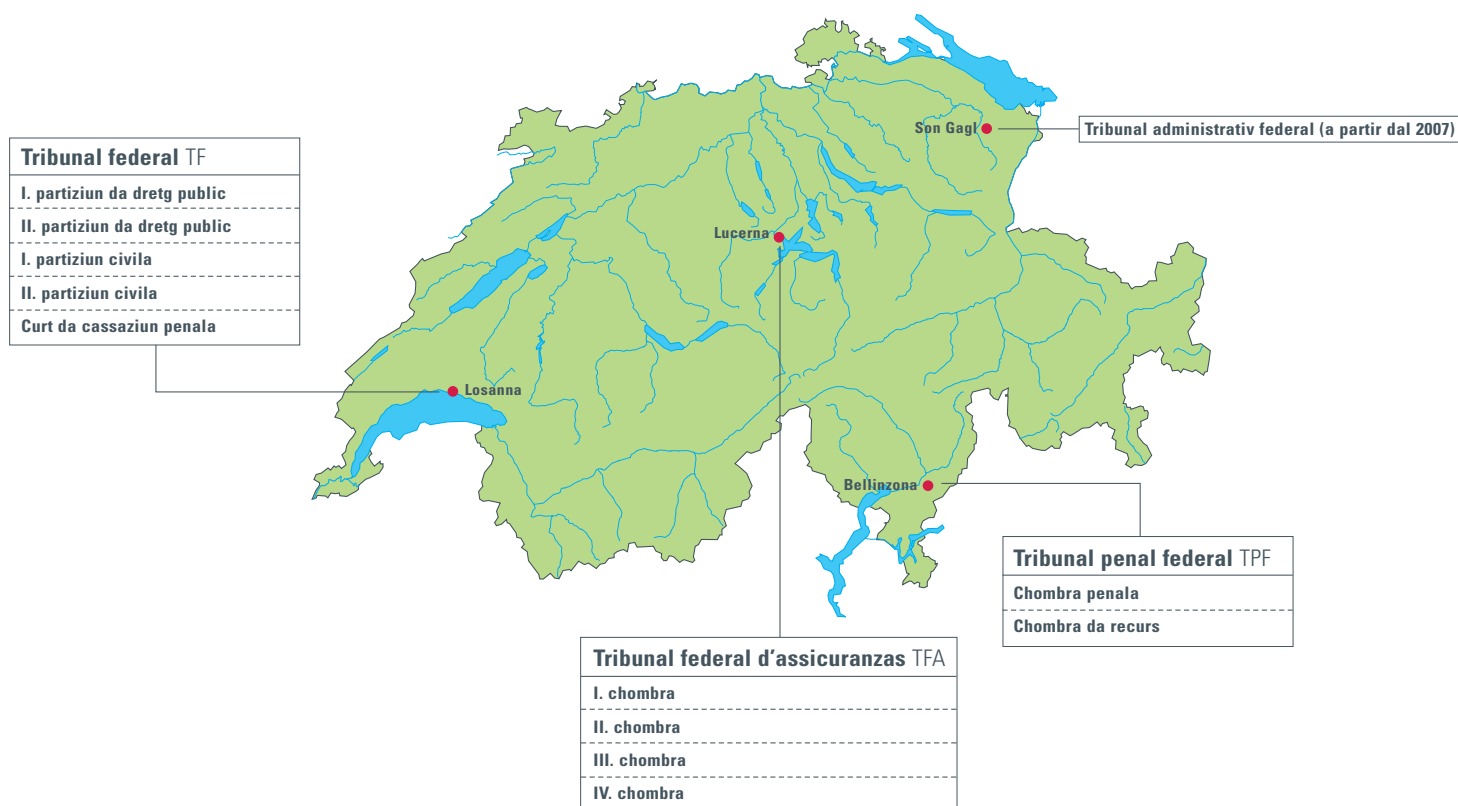 Son Gagl
Tribunal administrativ federal (a partir dal 2007)
Tribunal federal TF
I. partiziun da dretg public
II. partiziun da dretg public
I. partiziun civila
II. partiziun civila
Curt da cassaziun penala
Lucerna
Losanna
Bellinzona
Tribunal penal federal TPF
Chombra penala
Chombra da recurs
Tribunal federal d’assicuranzas TFA
I. chombra
II. chombra
III. chombra
IV. chombra